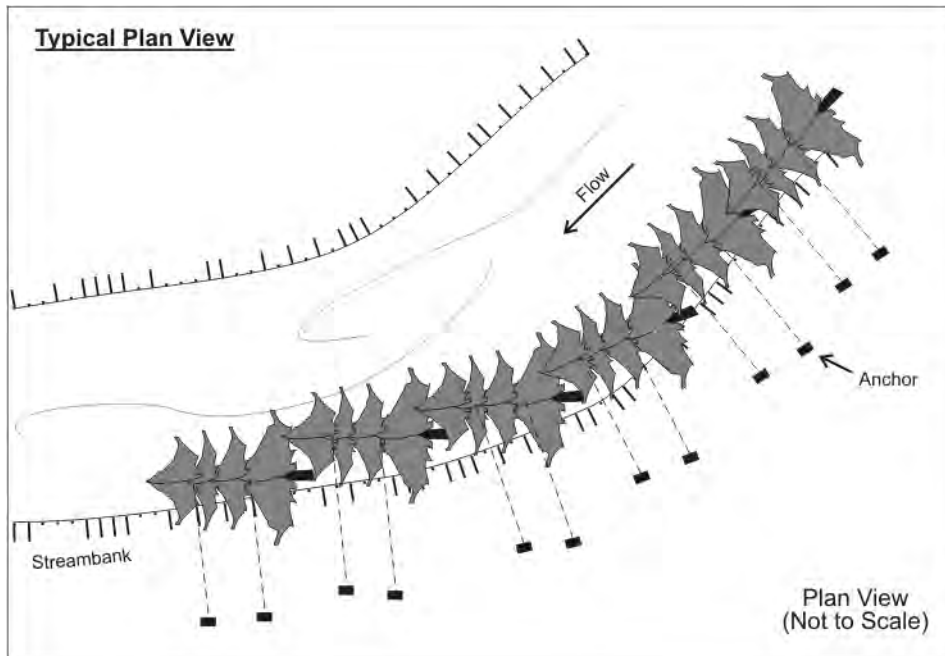 Typical Plan View
Flow
Anchor
Streambank
Plan View
(Not to Scale)